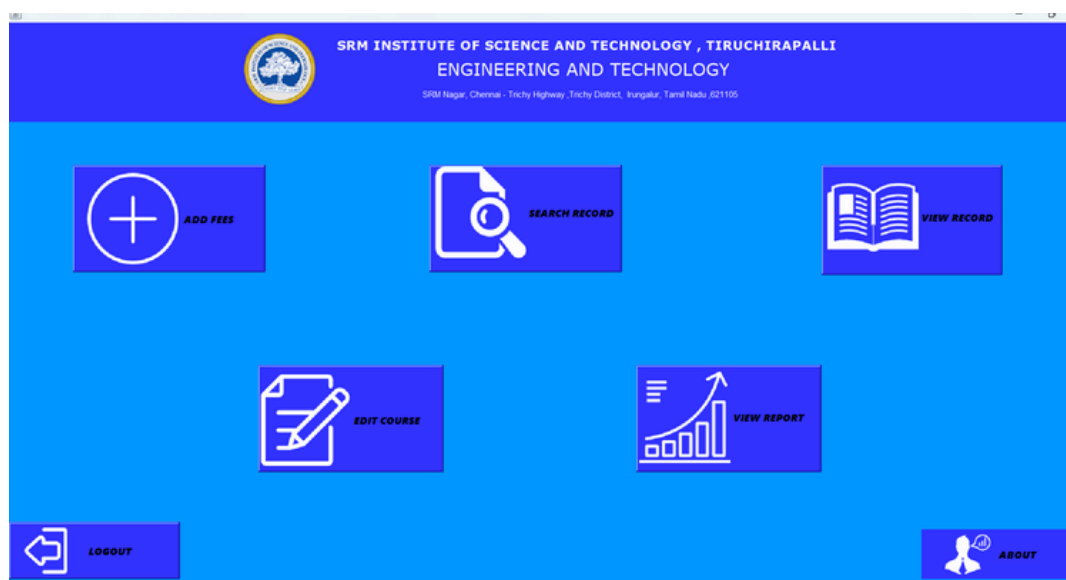 SRM INSTITUTE OF SCIENCE AND TECHNOLOGY , TIRUCHIRAPALLI
ENGINEERING AND TECHNOLOGY
SRM Nagar, Chennai - Trichy Highway ,Trichy District, Irungalur, Tamil Nadu ,621105
ADD FEES
SEARCH RECORD
VIEW RECORD
EDIT COURSE
VIEW REPORT
LOGOUT
ABOUT